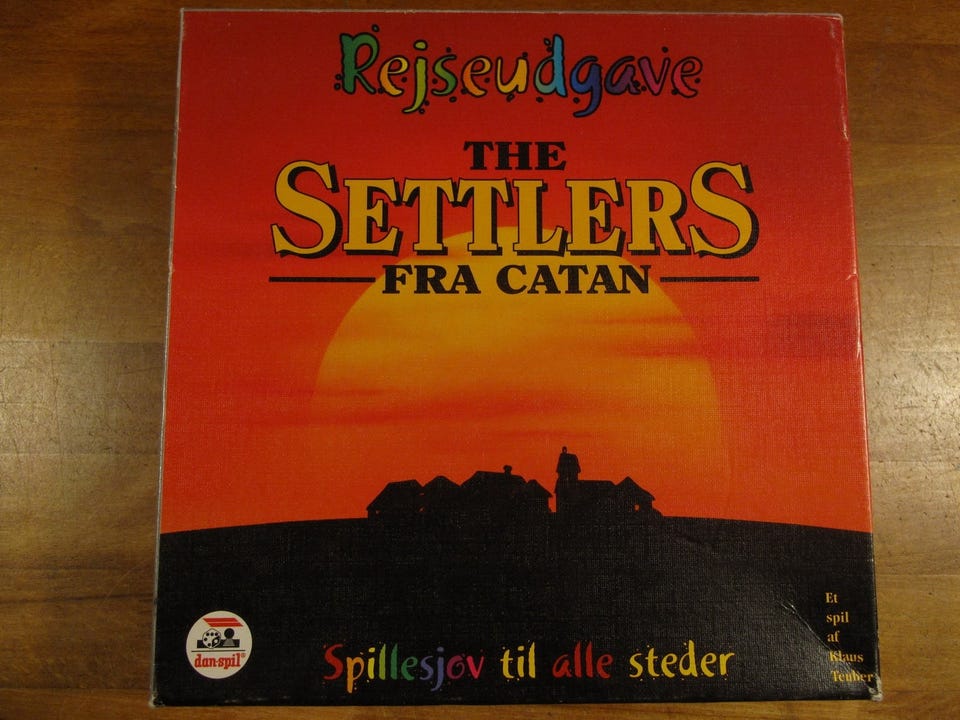 Rejseudgave
THE
SETTLERS
FRA CATAN
Et
spil
af
Klaus
Teuber
dan-spil®
Spillesjov til alle steder